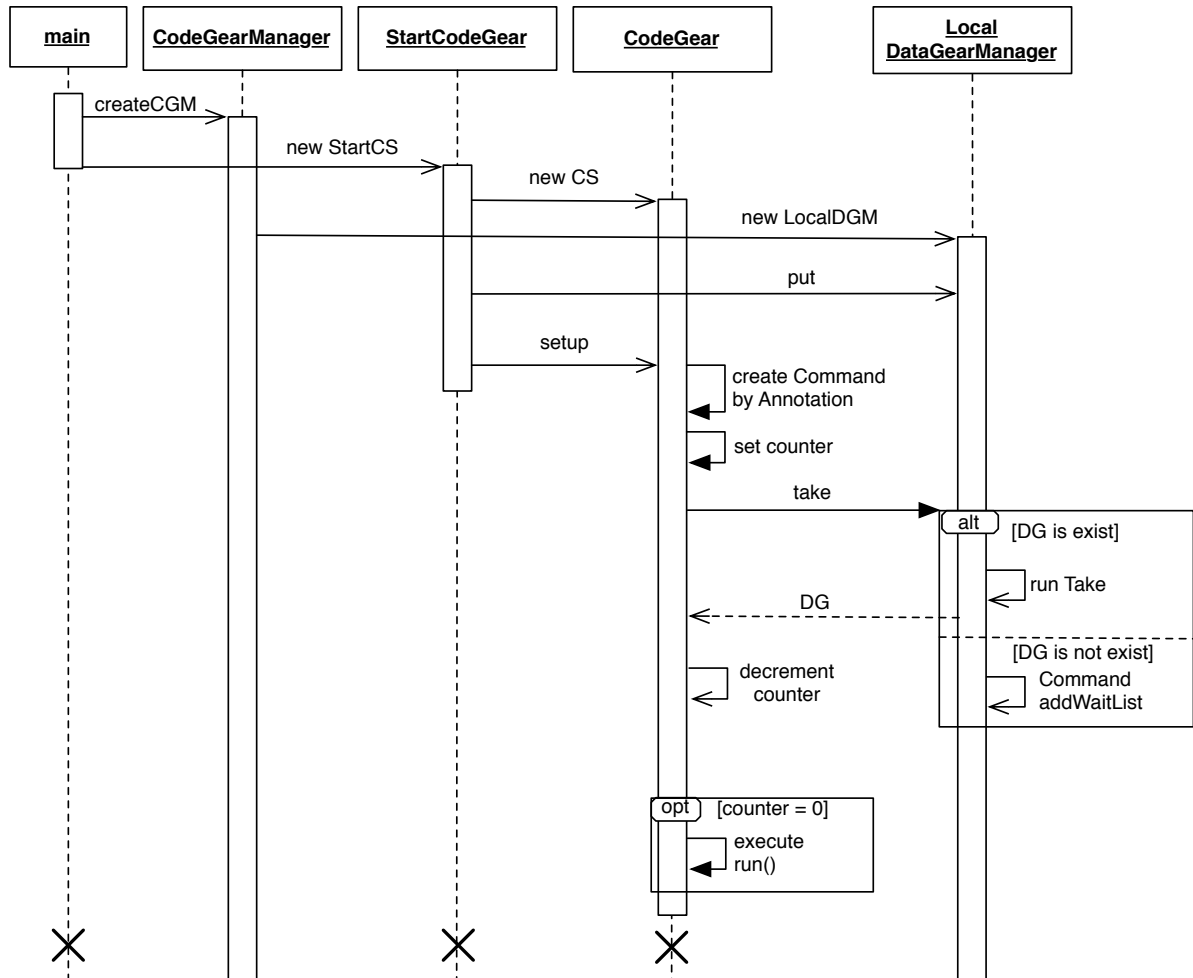 main
CodeGearManager
StartCodeGear
CodeGear
Local
DataGearManager
createCGM
new StartCS
new CS
new LocalDGM
put
setup
create Command
by Annotation
set counter
take
alt
[DG is exist]
run Take
DG
[DG is not exist]
decrement
counter
Command
addWaitList
opt
[counter = 0]
execute
run()